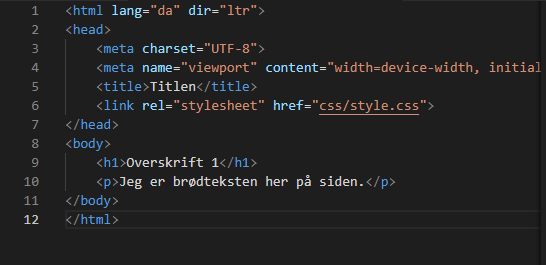 1 <html lang="da" dir="ltr">
2 <head>
3 <meta charset="UTF-8">
4 <meta name="viewport" content="width=device-width, initial
5 <title>Titlen</title>
6 <link rel="stylesheet" href="css/style.css">
7 </head>
8 <body>
9 <h1>Overskrift 1</h1>
10 <p>Jeg er brødteksten her på siden.</p>
11 </body>
12 </html>